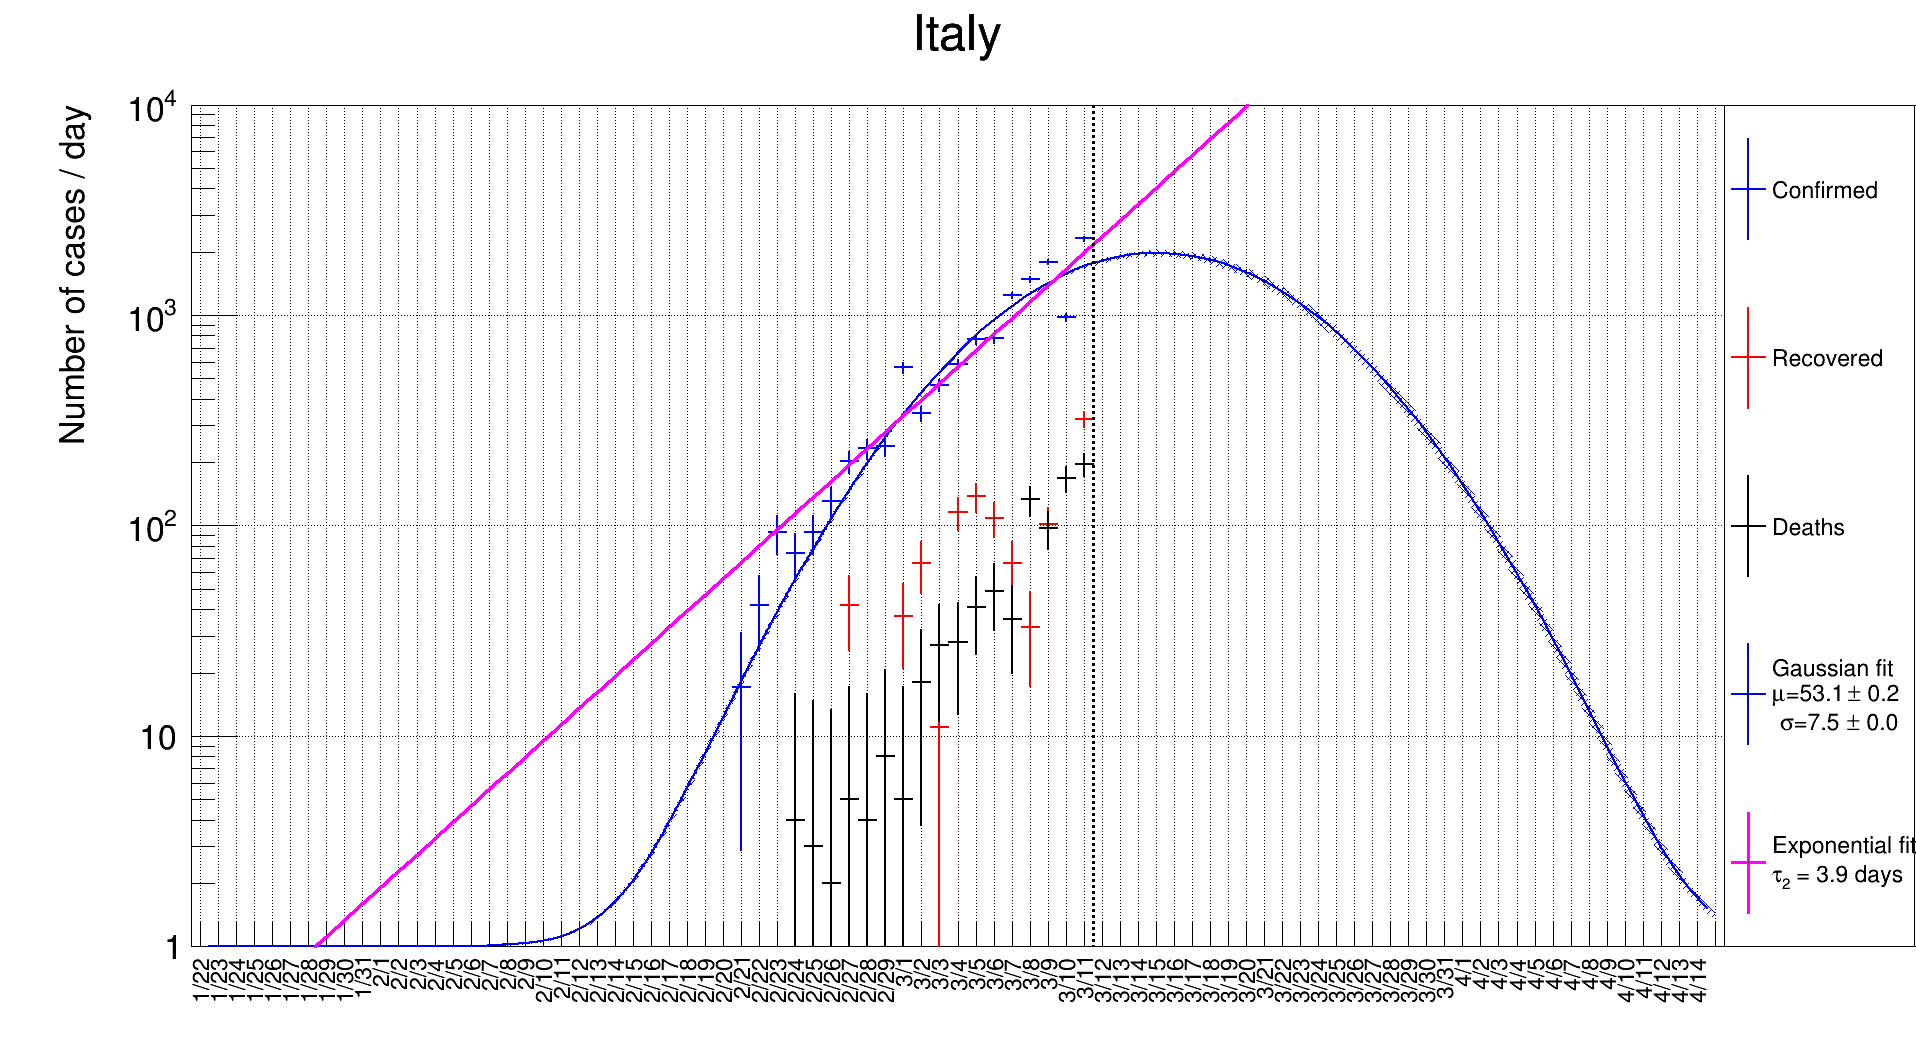 Italy
Number of cases / day
10⁴
10³
10²
10
1
1/22 1/23 1/24 1/25 1/26 1/27 1/28 1/29 1/30 1/31 2/1 2/2 2/3 2/4 2/5 2/6 2/7 2/8 2/9 2/10 2/11 2/12 2/13 2/14 2/15 2/16 2/17 2/18 2/19 2/20 2/21 2/22 2/23 2/24 2/25 2/26 2/27 2/28 2/29 3/1 3/2 3/3 3/4 3/5 3/6 3/7 3/8 3/9 3/10 3/11 3/12 3/13 3/14 3/15 3/16 3/17 3/18 3/19 3/20 3/21 3/22 3/23 3/24 3/25 3/26 3/27 3/28 3/29 3/30 3/31 4/1 4/2 4/3 4/4 4/5 4/6 4/7 4/8 4/9 4/10 4/11 4/12 4/13 4/14
Confirmed
Recovered
Deaths
Gaussian fit
μ=53.1 ± 0.2
σ=7.5 ± 0.0
Exponential fit
τ₂ = 3.9 days